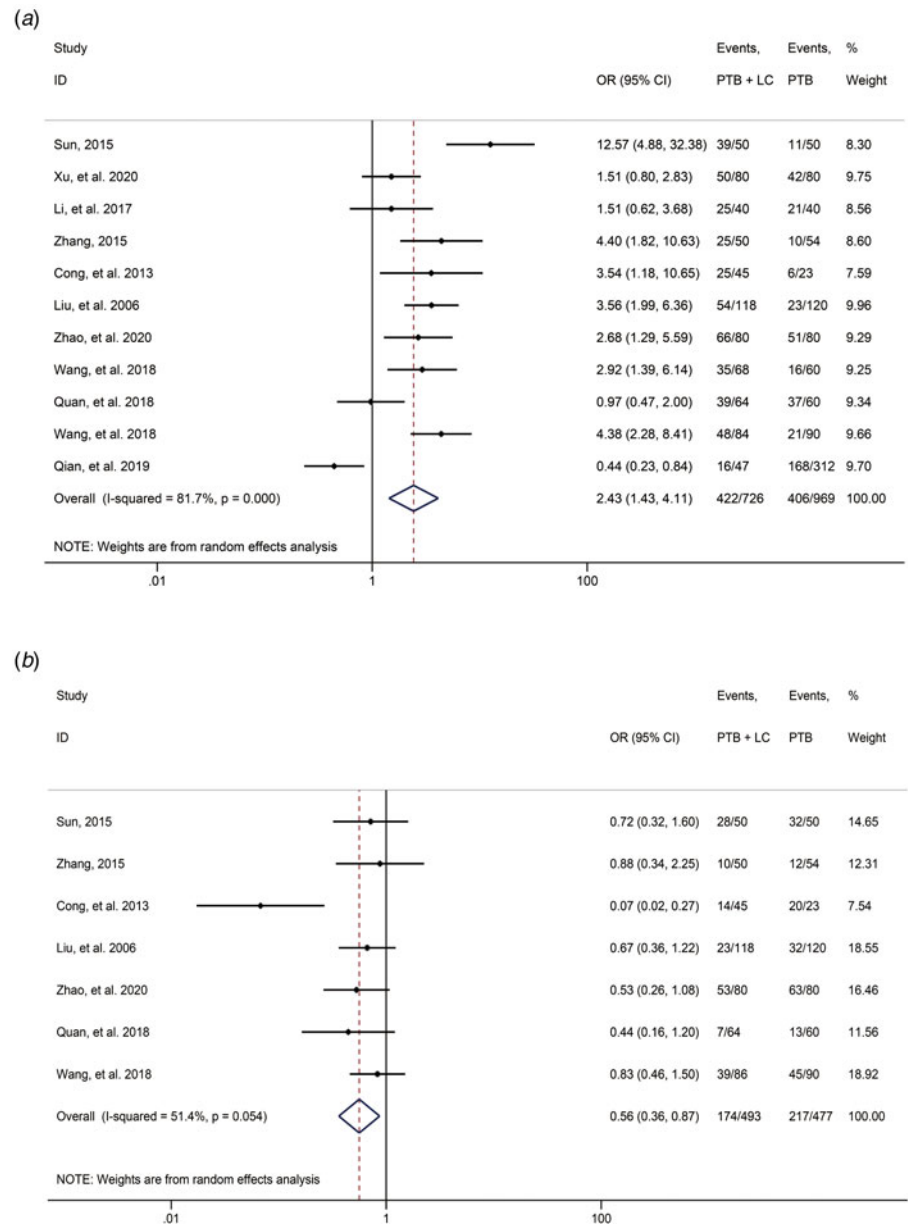 (a)
Study Events, Events, %
ID OR (95% CI) PTB + LC PTB Weight
Sun, 2015 12.57 (4.88, 32.38) 39/50 11/50 8.30
Xu, et al. 2020 1.51 (0.80, 2.83) 50/80 42/80 9.75
Li, et al. 2017 1.51 (0.62, 3.68) 25/40 21/40 8.56
Zhang, 2015 4.40 (1.82, 10.63) 25/50 10/54 8.60
Cong, et al. 2013 3.54 (1.18, 10.65) 25/45 6/23 7.59
Liu, et al. 2006 3.56 (1.99, 6.36) 54/118 23/120 9.96
Zhao, et al. 2020 2.68 (1.29, 5.59) 66/80 51/80 9.29
Wang, et al. 2018 2.92 (1.39, 6.14) 35/68 16/60 9.25
Quan, et al. 2018 0.97 (0.47, 2.00) 39/64 37/60 9.34
Wang, et al. 2018 4.38 (2.28, 8.41) 48/84 21/90 9.66
Qian, et al. 2019 0.44 (0.23, 0.84) 16/47 168/312 9.70
Overall (I-squared = 81.7%, p = 0.000) 2.43 (1.43, 4.11) 422/726 406/969 100.00
NOTE: Weights are from random effects analysis
.01 1 100
(b)
Study Events, Events, %
ID OR (95% CI) PTB + LC PTB Weight
Sun, 2015 0.72 (0.32, 1.60) 28/50 32/50 14.65
Zhang, 2015 0.88 (0.34, 2.25) 10/50 12/54 12.31
Cong, et al. 2013 0.07 (0.02, 0.27) 14/45 20/23 7.54
Liu, et al. 2006 0.67 (0.36, 1.22) 23/118 32/120 18.55
Zhao, et al. 2020 0.53 (0.26, 1.08) 53/80 63/80 16.46
Quan, et al. 2018 0.44 (0.16, 1.20) 7/64 13/60 11.56
Wang, et al. 2018 0.83 (0.46, 1.50) 39/86 45/90 18.92
Overall (I-squared = 51.4%, p = 0.054) 0.56 (0.36, 0.87) 174/493 217/477 100.00
NOTE: Weights are from random effects analysis
.01 1 100